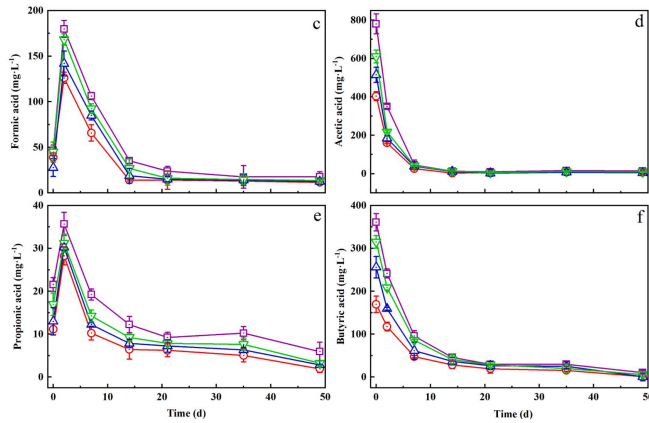 c
Formic acid (mg·L⁻¹)
200
150
100
50
0
d
Acetic acid (mg·L⁻¹)
800
600
400
200
0
e
Propionic acid (mg·L⁻¹)
40
30
20
10
0
0 10 20 30 40 50
Time (d)
f
Butyric acid (mg·L⁻¹)
400
300
200
100
0
0 10 20 30 40 50
Time (d)